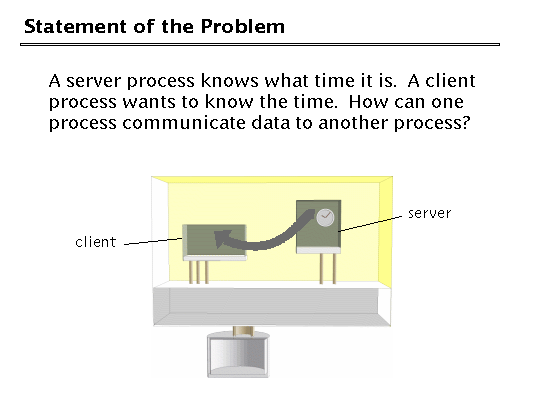 Statement of the Problem
A server process knows what time it is.  A client
process wants to know the time.  How can one
process communicate data to another process?
server
client